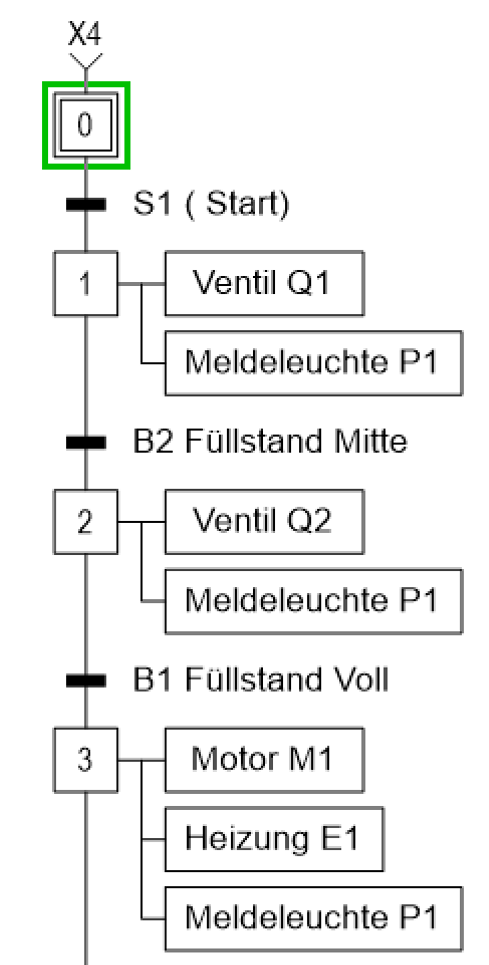 X4
0
S1 ( Start)
1
Ventil Q1
Meldeleuchte P1
B2 Füllstand Mitte
2
Ventil Q2
Meldeleuchte P1
B1 Füllstand Voll
3
Motor M1
Heizung E1
Meldeleuchte P1